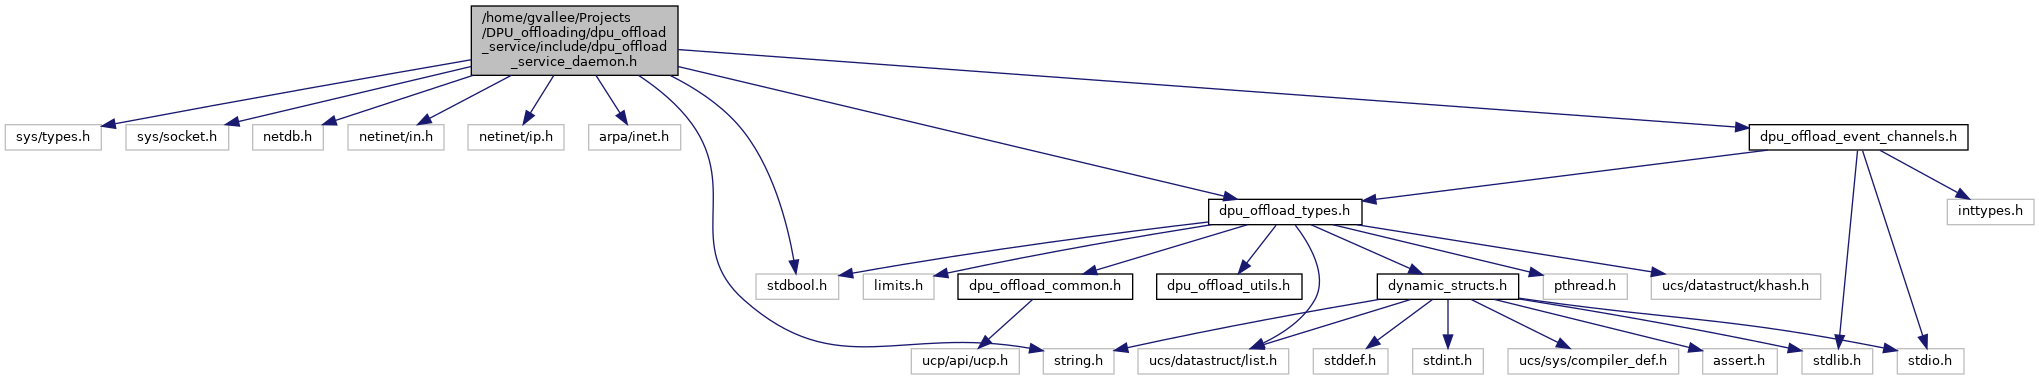 /home/gvallee/Projects
/DPU_offloading/dpu_offload
_service/include/dpu_offload
_service_daemon.h
sys/types.h
sys/socket.h
netdb.h
netinet/in.h
netinet/ip.h
arpa/inet.h
dpu_offload_event_channels.h
dpu_offload_types.h
inttypes.h
stdbool.h
limits.h
dpu_offload_common.h
dpu_offload_utils.h
dynamic_structs.h
pthread.h
ucs/datastruct/khash.h
ucp/api/ucp.h
string.h
ucs/datastruct/list.h
stddef.h
stdint.h
ucs/sys/compiler_def.h
assert.h
stdlib.h
stdio.h